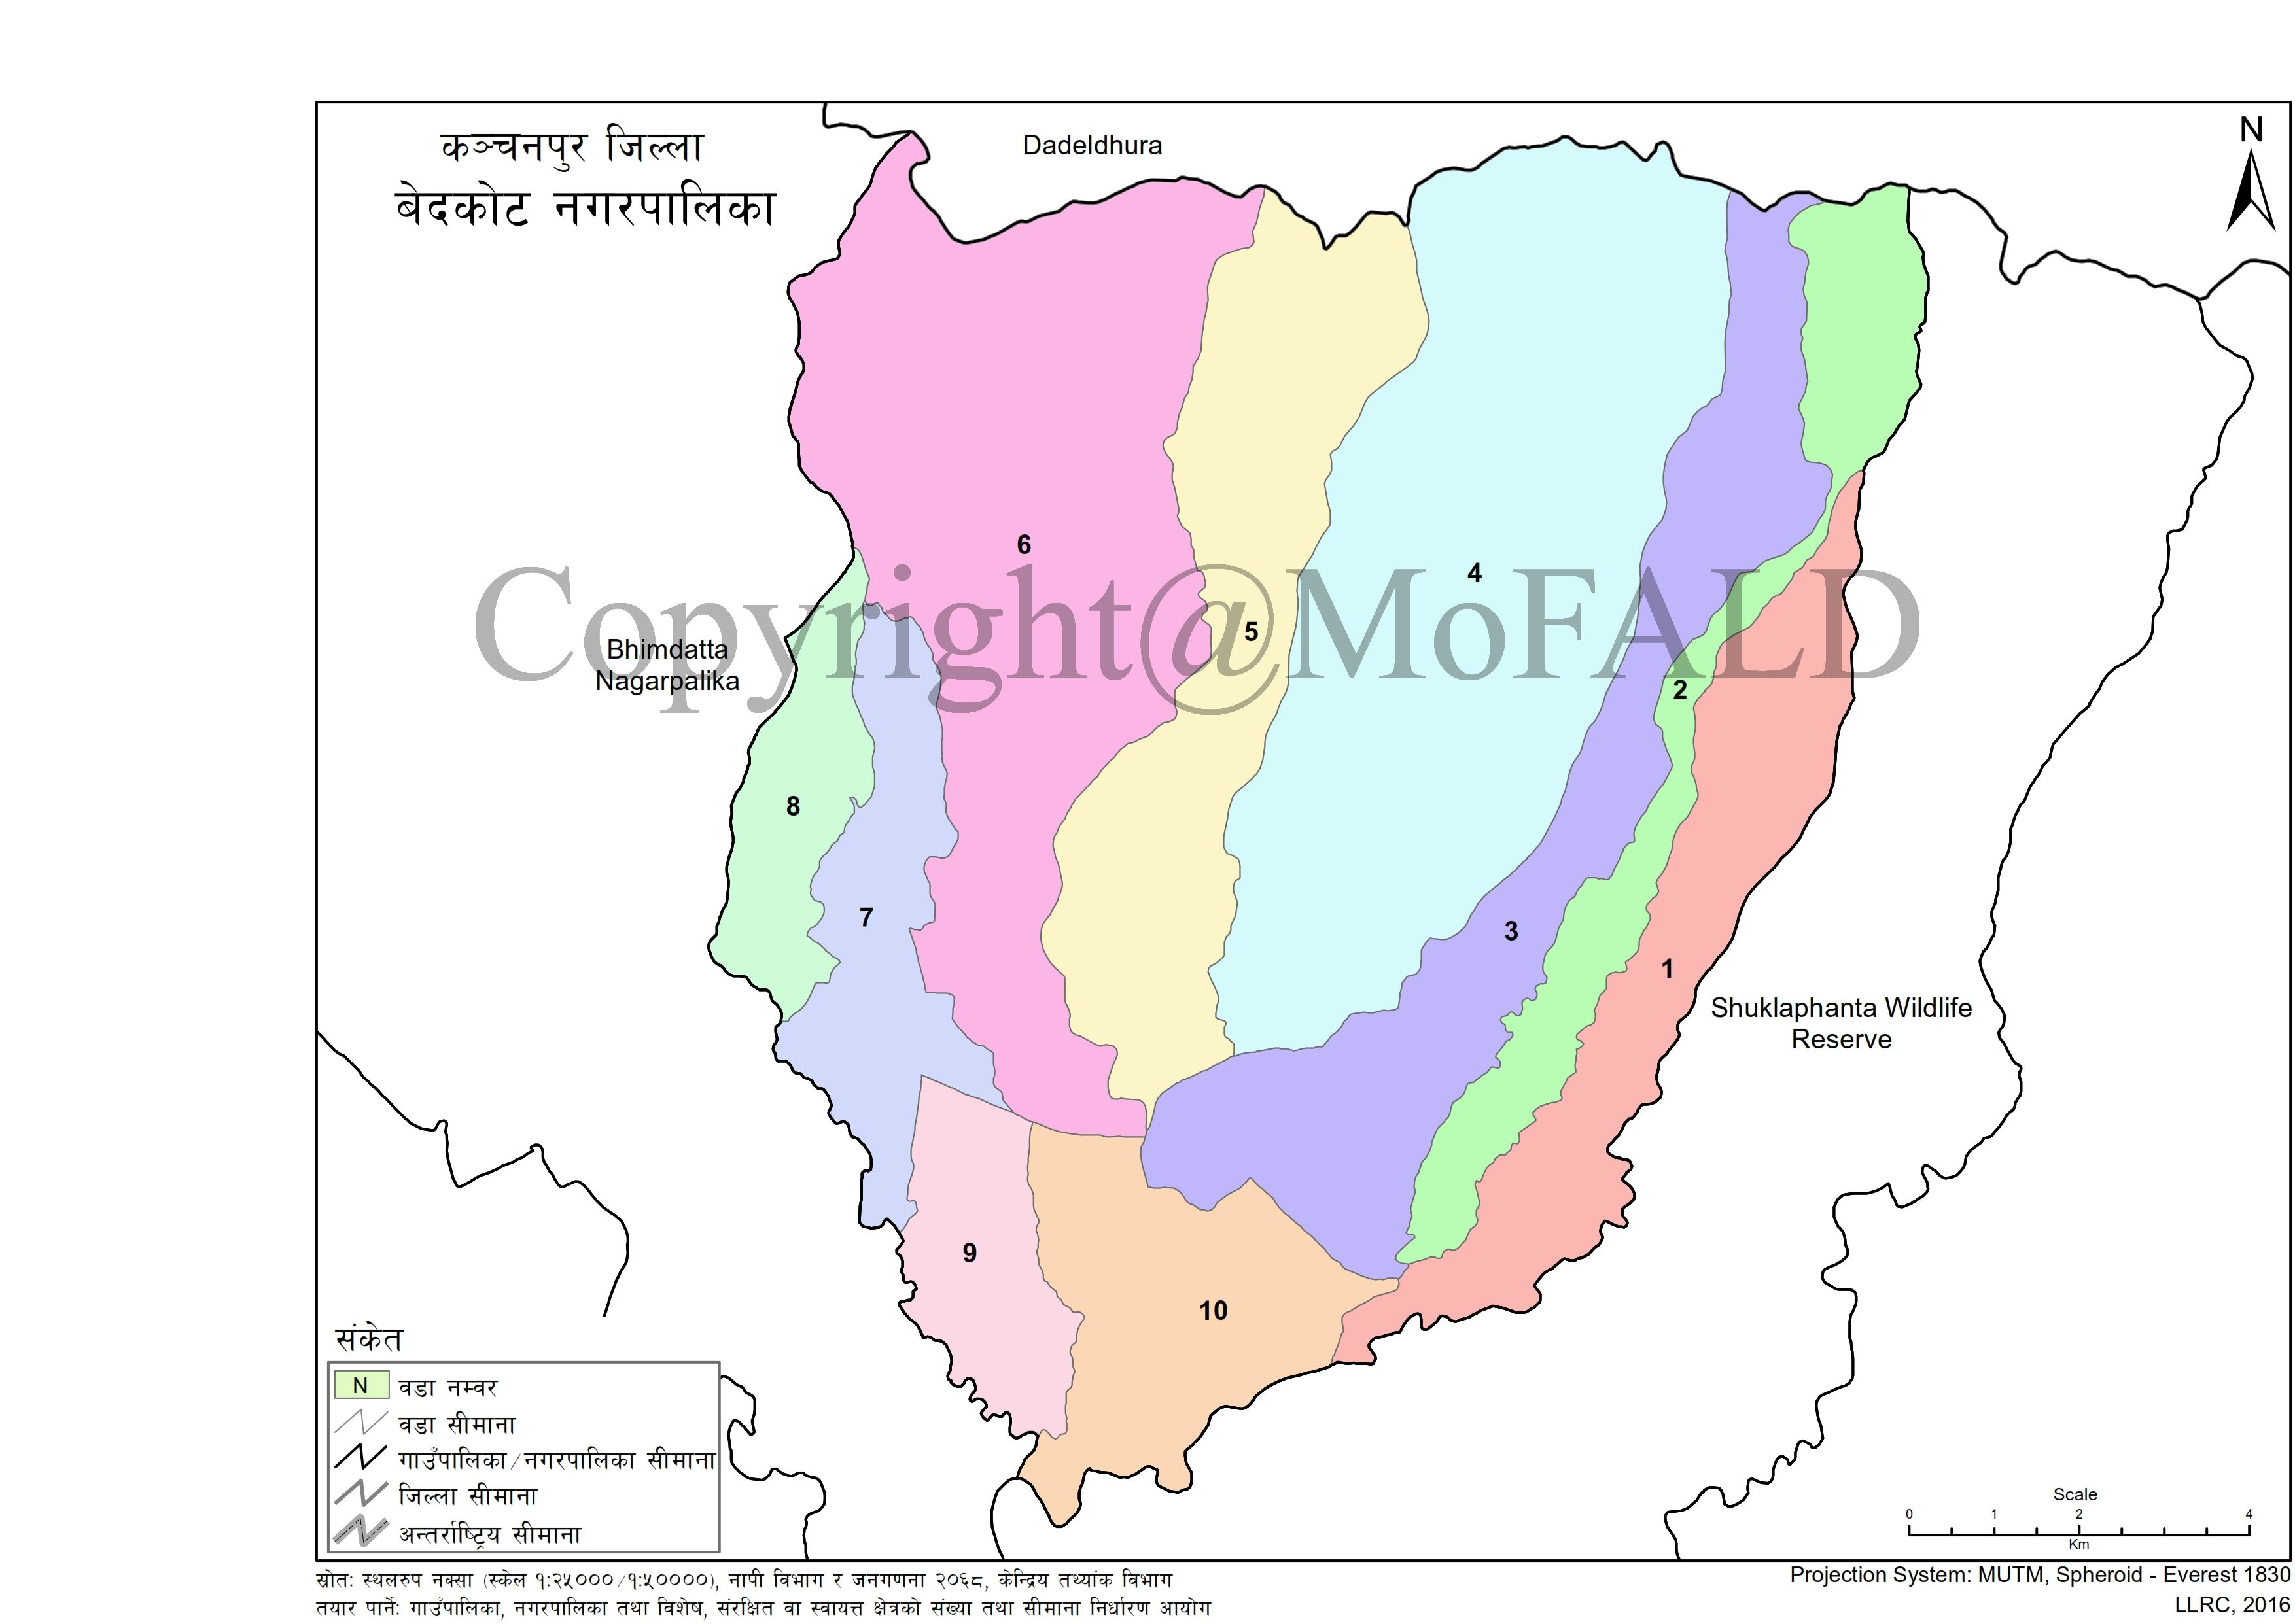 कञ्चनपुर जिल्ला
बेदकोट नगरपालिका
Dadeldhura
N
6
4
5
Copyright@MoFALD
Bhimdatta
Nagarpalika
2
8
7
3
1
Shuklaphanta Wildlife
Reserve
9
10
संकेत
N वडा नम्वर
वडा सीमाना
गाउँपालिका/नगरपालिका सीमाना
जिल्ला सीमाना
अन्तर्राष्ट्रिय सीमाना
Scale
0 1 2 4
Km
स्रोतः स्थलरुप नक्सा (स्केल १:२५०००/१:५००००), नापी विभाग र जनगणना २०६८, केन्द्रिय तथ्यांक विभाग
तयार पार्नेः गाउँपालिका, नगरपालिका तथा विशेष, संरक्षित वा स्वायत्त क्षेत्रको संख्या तथा सीमाना निर्धारण आयोग
Projection System: MUTM, Spheroid - Everest 1830
LLRC, 2016